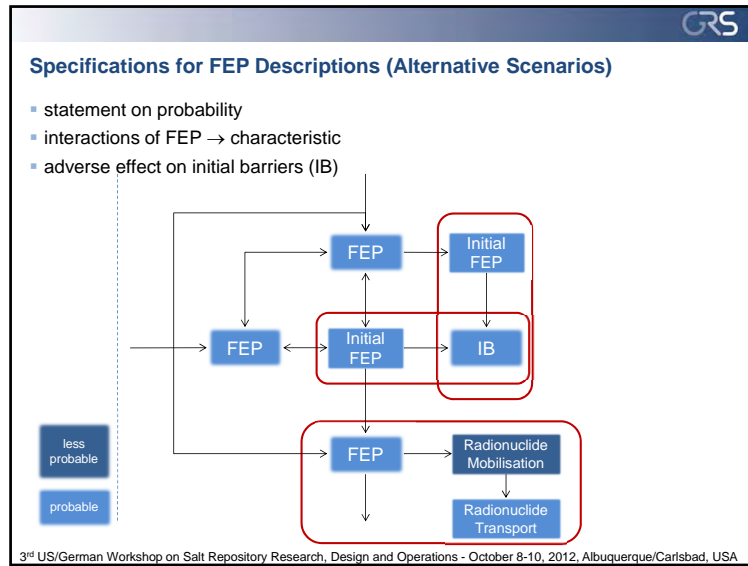 GRS
Specifications for FEP Descriptions (Alternative Scenarios)
statement on probability
interactions of FEP → characteristic
adverse effect on initial barriers (IB)
FEP
Initial
FEP
FEP
Initial
FEP
IB
FEP
Radionuclide
Mobilisation
Radionuclide
Transport
less
probable
probable
3rd US/German Workshop on Salt Repository Research, Design and Operations - October 8-10, 2012, Albuquerque/Carlsbad, USA